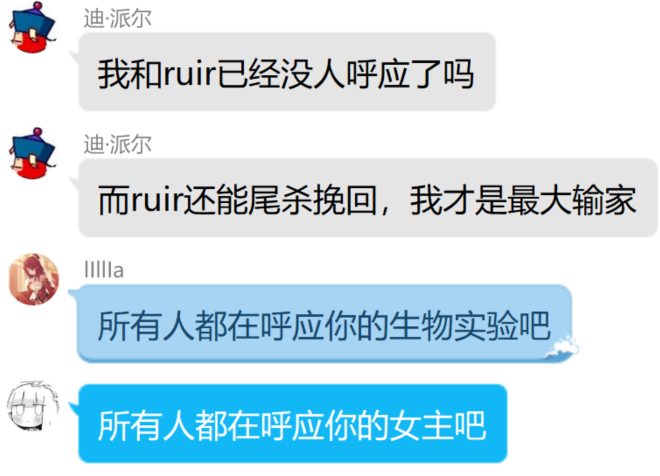 迪·派尔
我和ruir已经没人呼应了吗
迪·派尔
而ruir还能尾杀挽回，我才是最大输家
lllllla
所有人都在呼应你的生物实验吧
所有人都在呼应你的女主吧